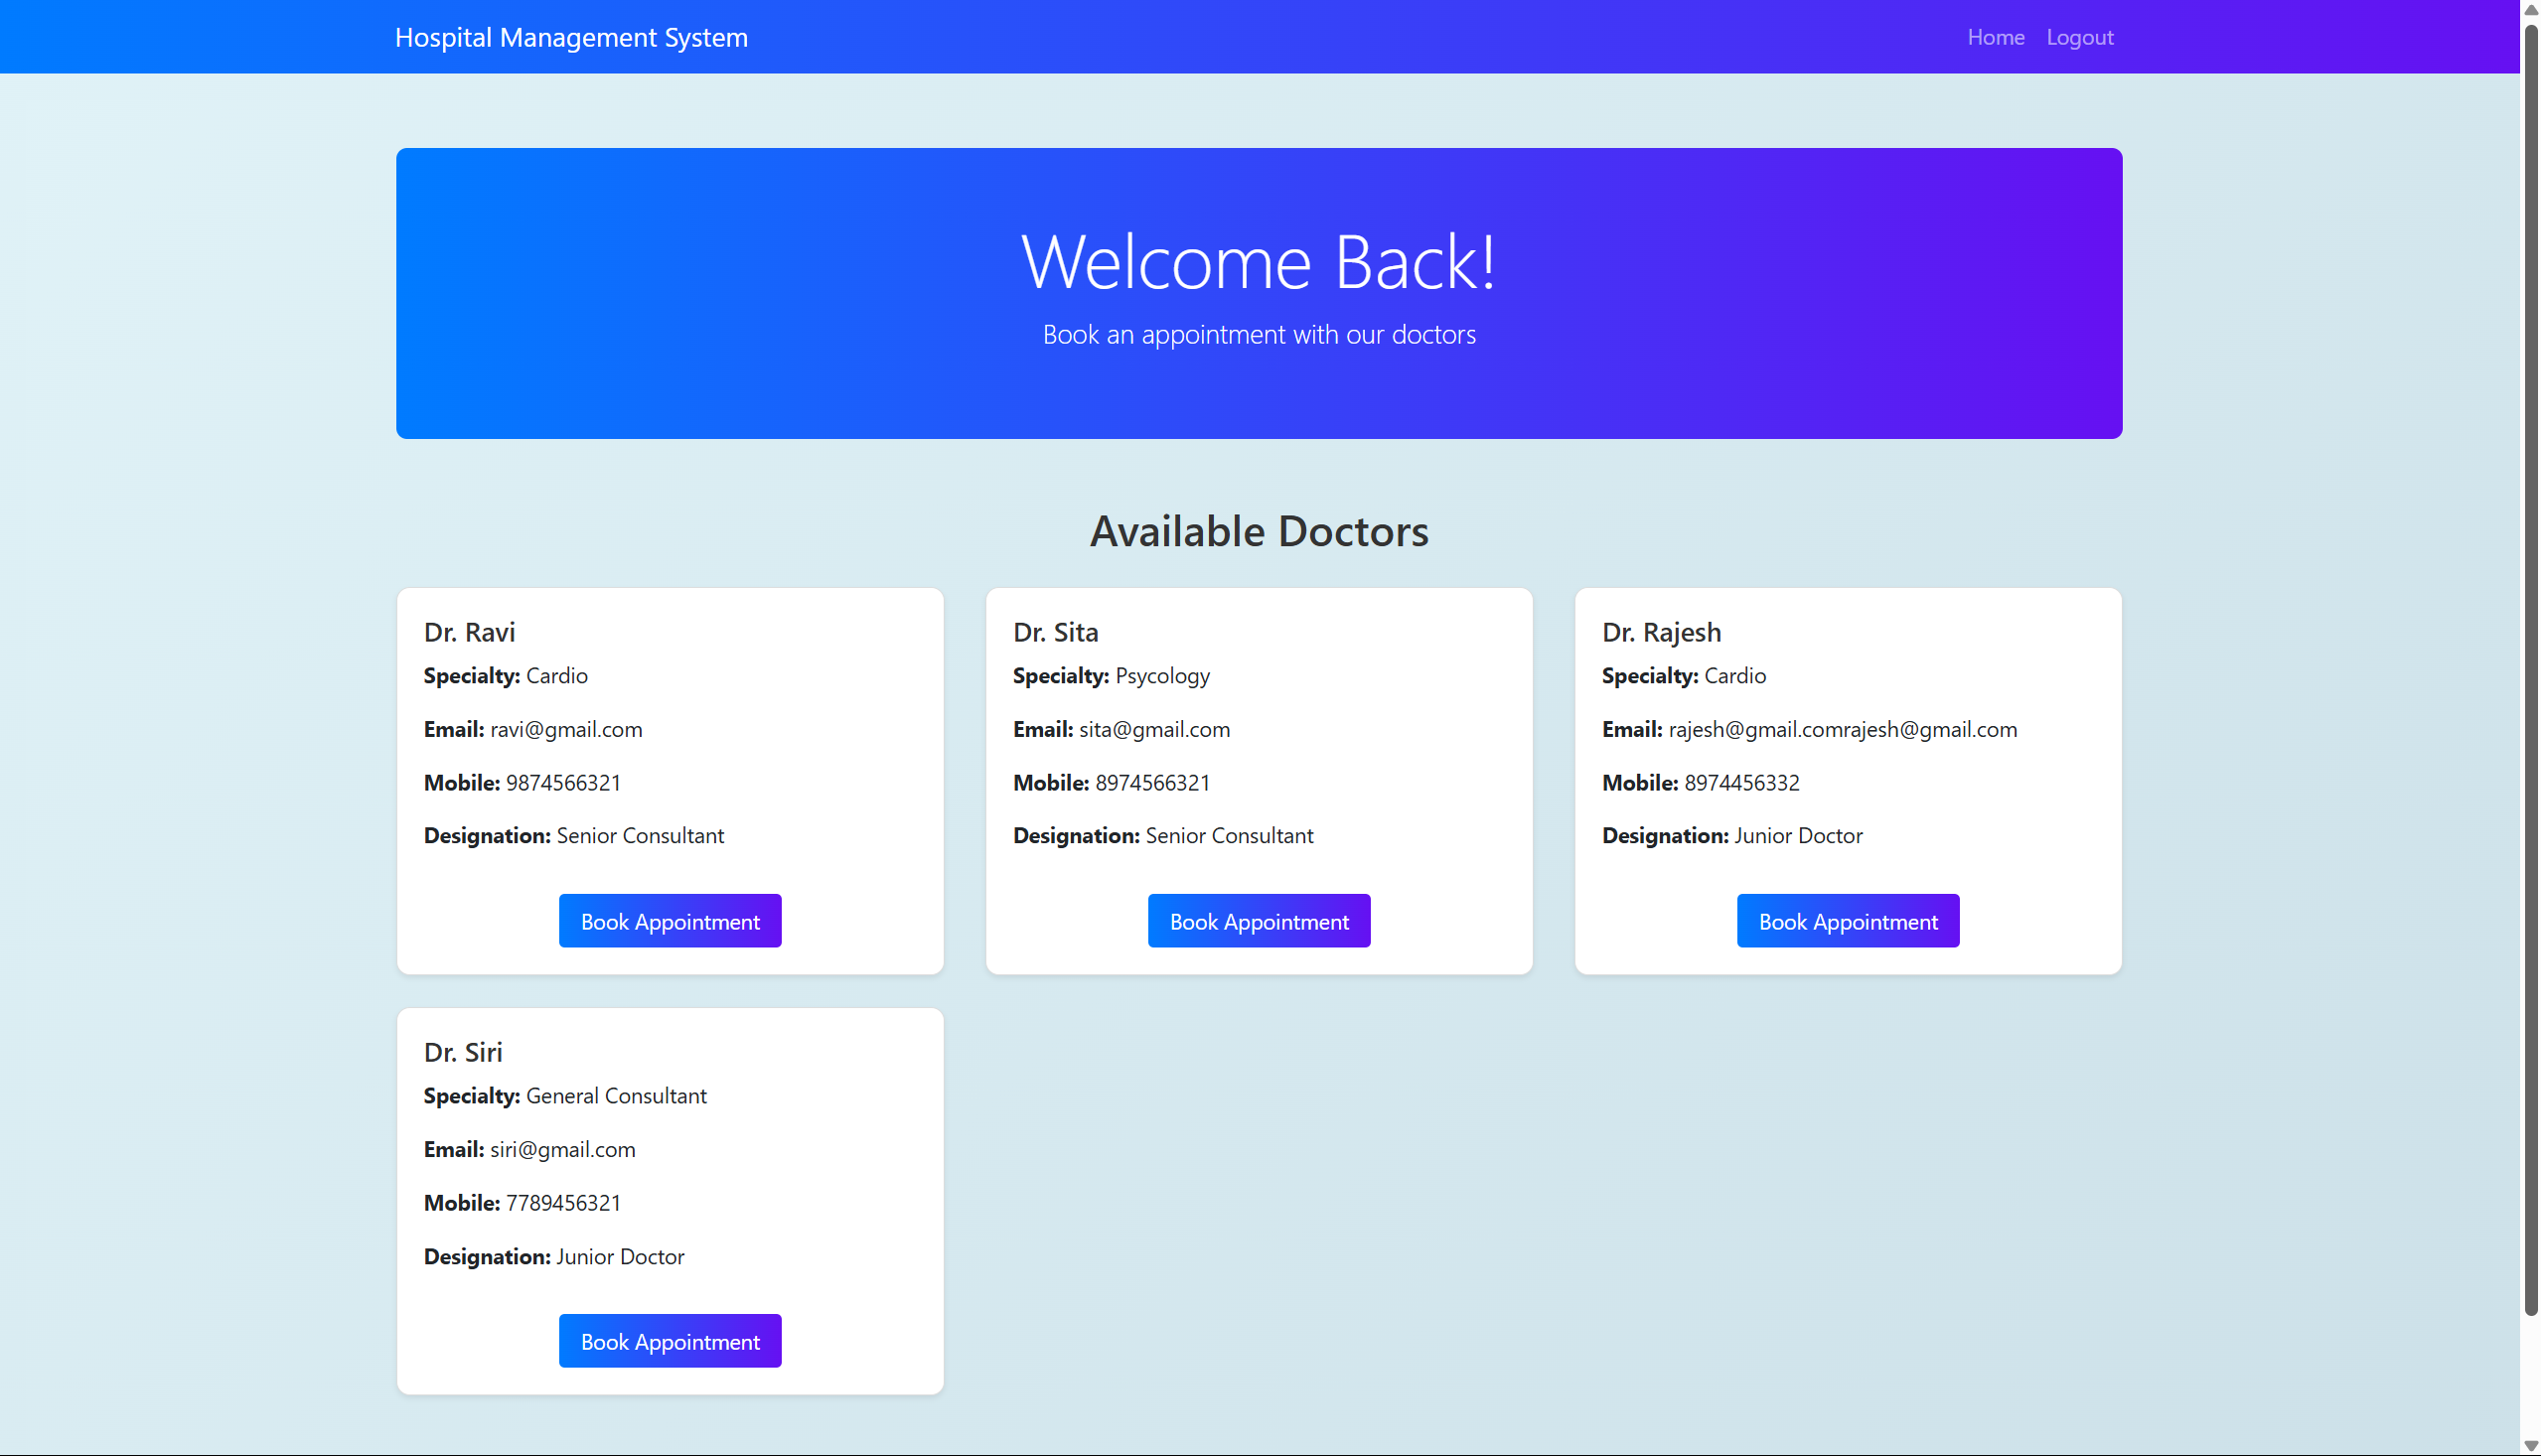 Hospital Management System
Home Logout
Welcome Back!
Book an appointment with our doctors
Available Doctors
Dr. Ravi
Specialty: Cardio
Email: ravi@gmail.com
Mobile: 9874566321
Designation: Senior Consultant
Book Appointment
Dr. Sita
Specialty: Psycology
Email: sita@gmail.com
Mobile: 8974566321
Designation: Senior Consultant
Book Appointment
Dr. Rajesh
Specialty: Cardio
Email: rajesh@gmail.comrajesh@gmail.com
Mobile: 8974456332
Designation: Junior Doctor
Book Appointment
Dr. Siri
Specialty: General Consultant
Email: siri@gmail.com
Mobile: 7789456321
Designation: Junior Doctor
Book Appointment